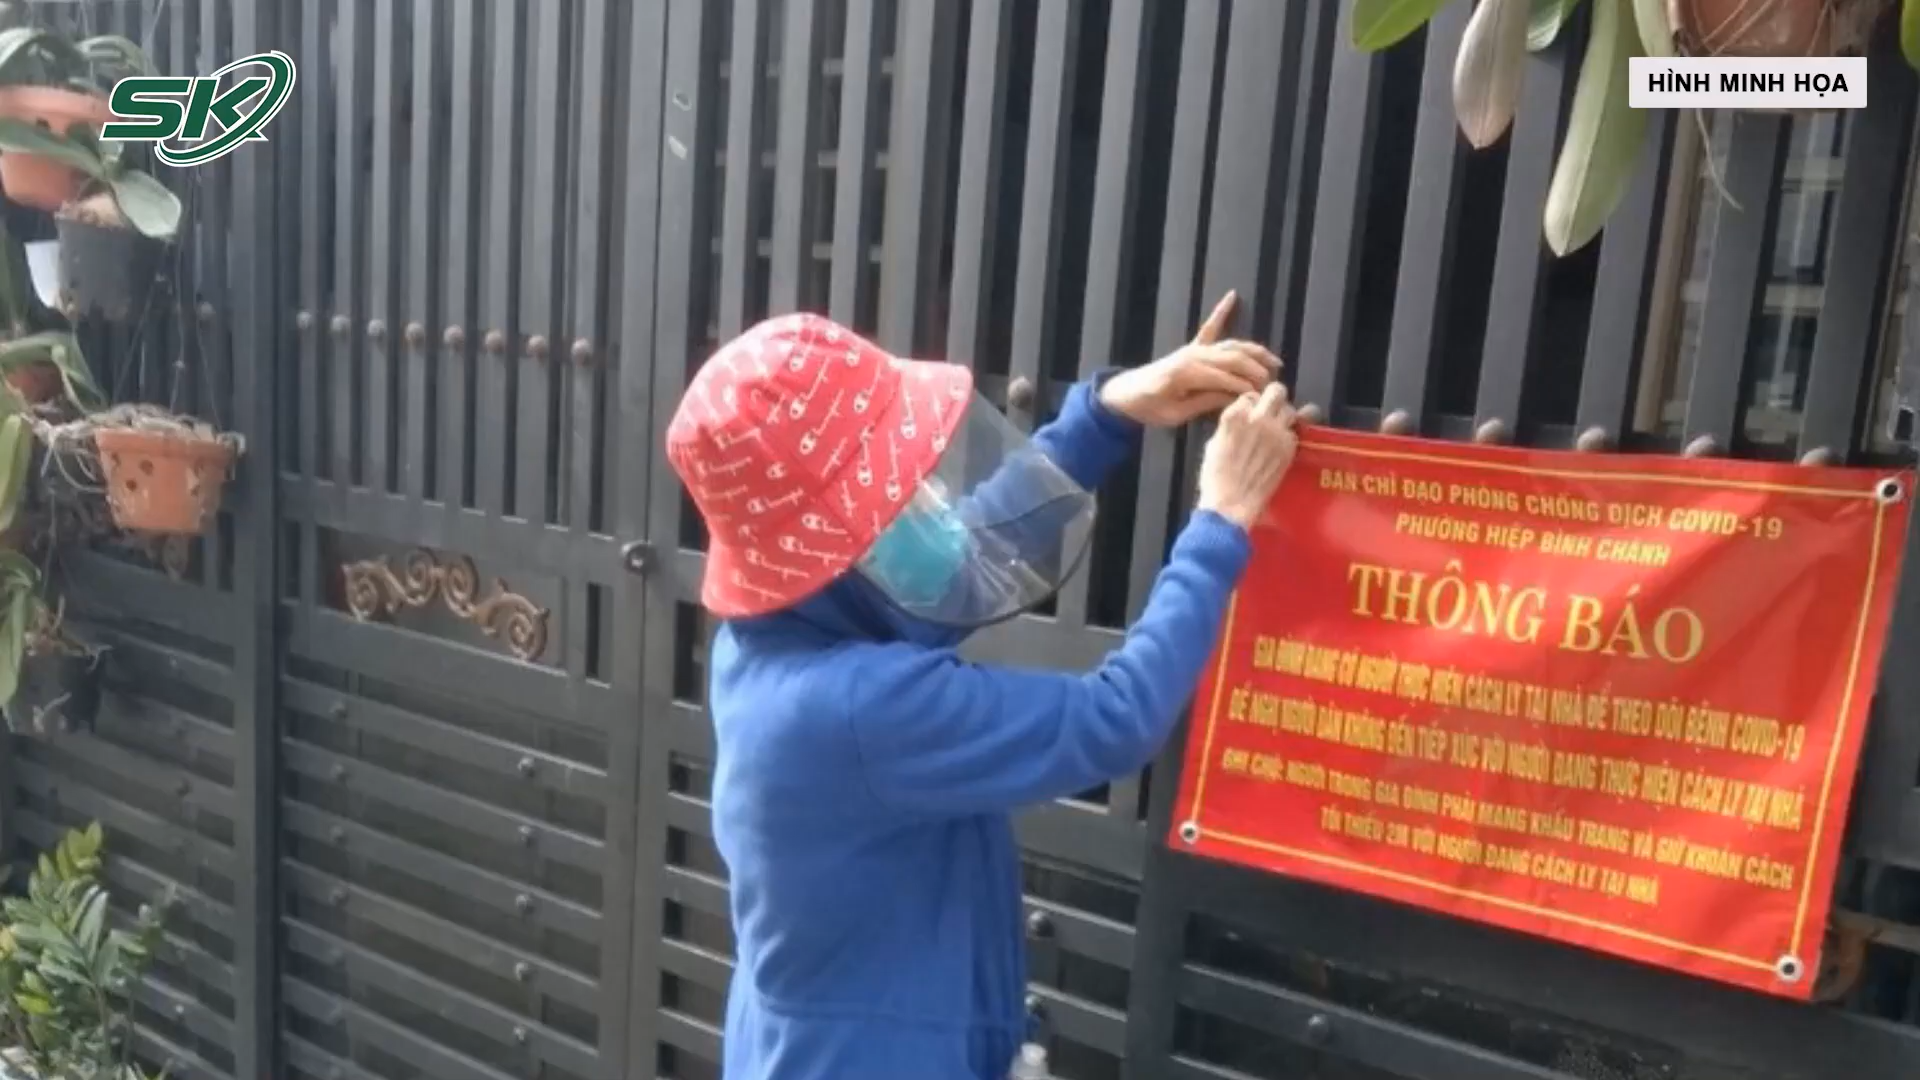 SK
HÌNH MINH HỌA
BAN CHỈ ĐẠO PHÒNG CHỐNG DỊCH COVID-19
PHƯỜNG HIỆP BÌNH CHÁNH
THÔNG BÁO
GIA ĐÌNH ĐANG CÓ NGƯỜI THỰC HIỆN CÁCH LY TẠI NHÀ ĐỂ THEO DÕI BỆNH COVID-19
ĐỀ NGHỊ NGƯỜI DÂN KHÔNG ĐẾN TIẾP XÚC VỚI NGƯỜI ĐANG THỰC HIỆN CÁCH LY TẠI NHÀ
GHI CHÚ: NGƯỜI TRONG GIA ĐÌNH PHẢI MANG KHẨU TRANG VÀ GIỮ KHOẢN CÁCH
TỐI THIỂU 2M VỚI NGƯỜI ĐANG CÁCH LY TẠI NHÀ